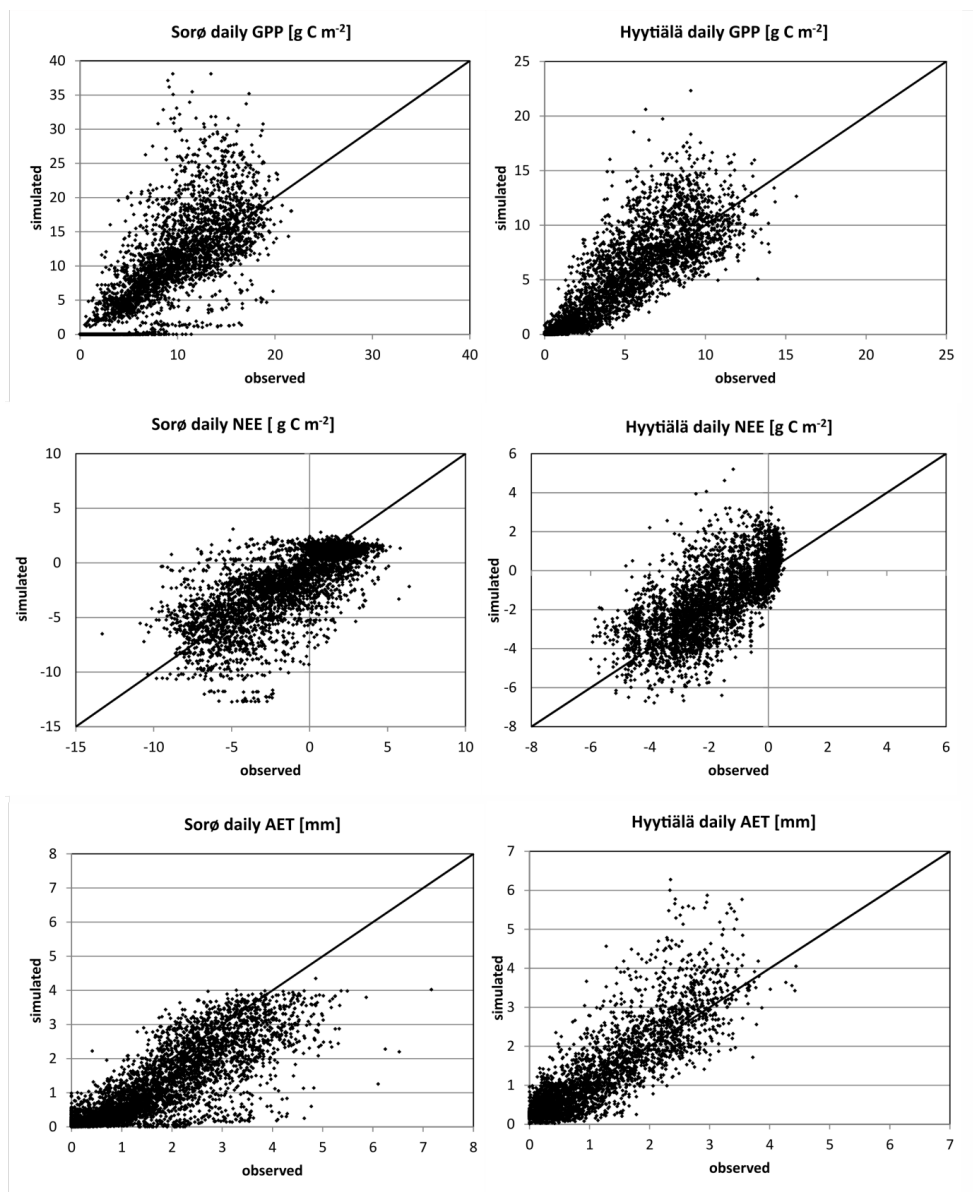 Sorø daily GPP [g C m-2]
Hyytiälä daily GPP [g C m-2]
40
35
30
25
20
15
10
5
0
simulated
0 10 20 30 40
observed
25
20
15
10
5
0
simulated
0 5 10 15 20 25
observed
Sorø daily NEE [ g C m-2]
Hyytiälä daily NEE [g C m-2]
10
5
0
-5
-10
-15
simulated
-15 -10 -5 0 5 10
observed
6
4
2
0
-2
-4
-6
-8
simulated
-8 -6 -4 -2 0 2 4 6
observed
Sorø daily AET [mm]
Hyytiälä daily AET [mm]
8
7
6
5
4
3
2
1
0
simulated
0 1 2 3 4 5 6 7 8
observed
7
6
5
4
3
2
1
0
simulated
0 1 2 3 4 5 6 7
observed